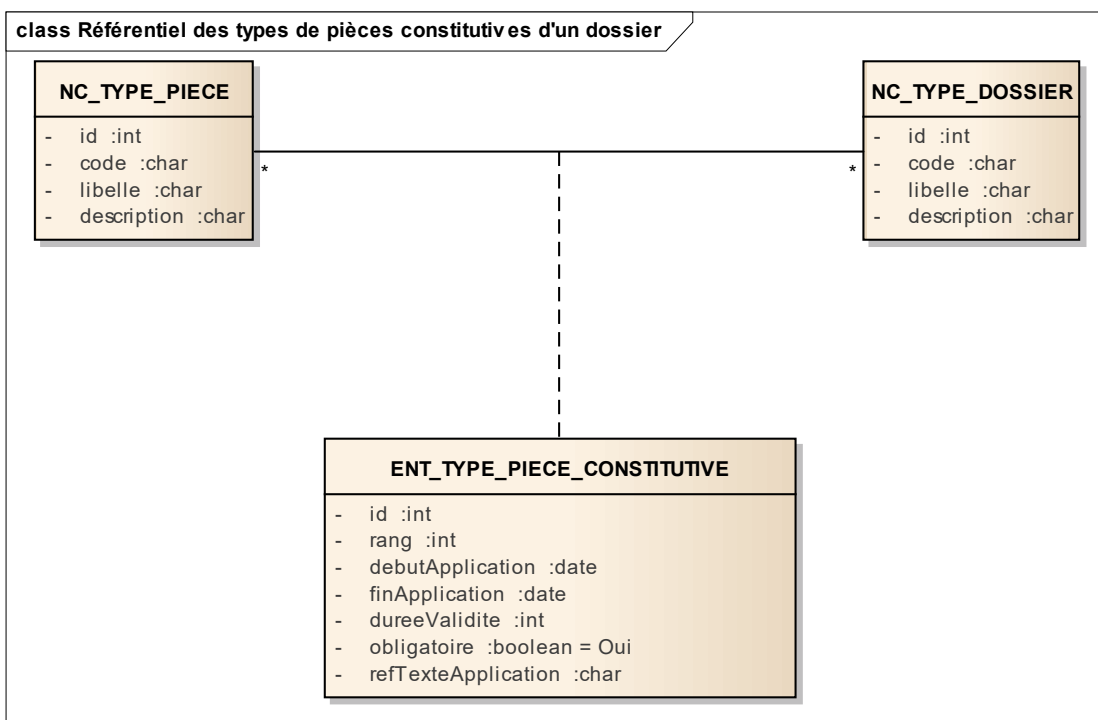 class Référentiel des types de pièces constitutives d'un dossier
NC_TYPE_PIECE
- id :int
- code :char
- libelle :char
- description :char
*
*
NC_TYPE_DOSSIER
- id :int
- code :char
- libelle :char
- description :char
ENT_TYPE_PIECE_CONSTITUTIVE
- id :int
- rang :int
- debutApplication :date
- finApplication :date
- dureeValidite :int
- obligatoire :boolean = Oui
- refTexteApplication :char